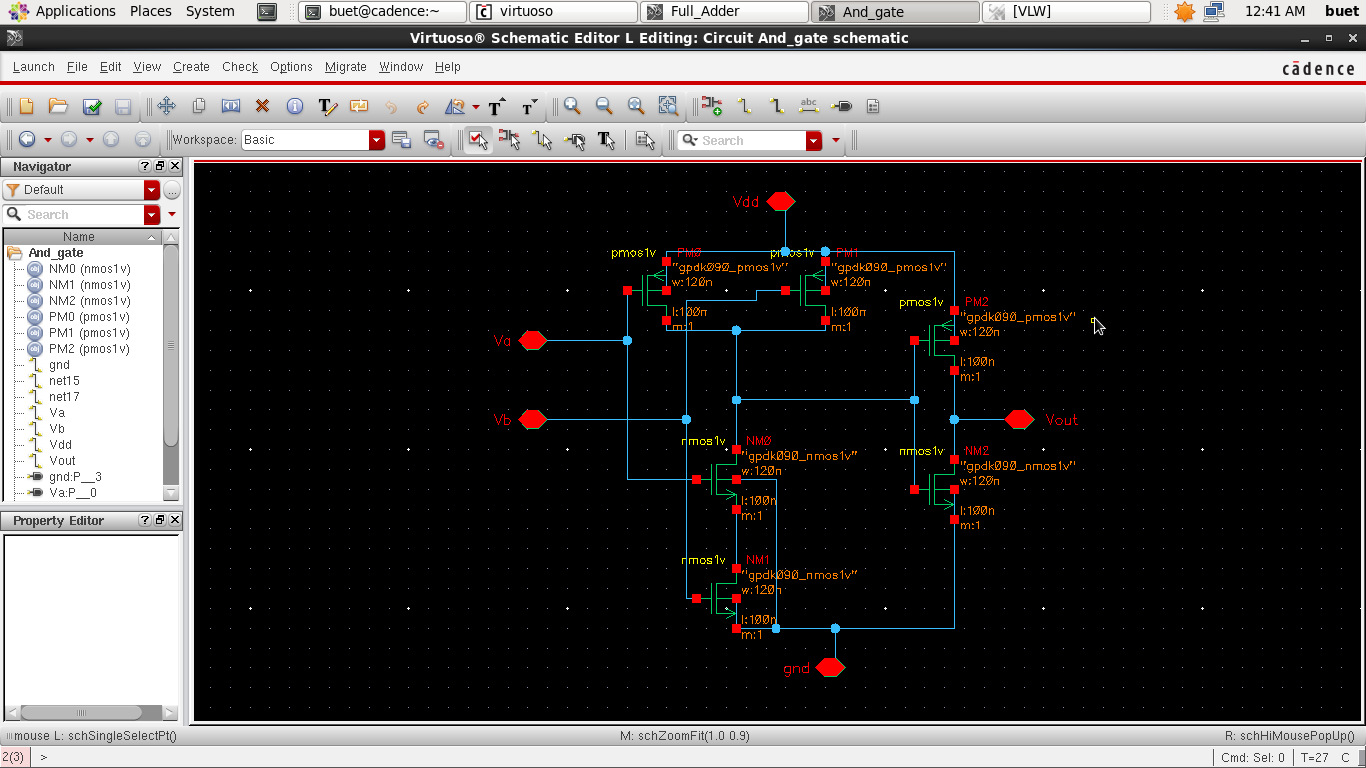 Applications Places System buet@cadence:~ virtuoso Full_Adder And_gate [VLW] 12:41 AM buet
Virtuoso® Schematic Editor L Editing: Circuit And_gate schematic
Launch File Edit View Create Check Options Migrate Window Help cādence
Workspace: Basic Search
Navigator
Default
Search
Name
And_gate
NM0 (nmos1v)
NM1 (nmos1v)
NM2 (nmos1v)
PM0 (pmos1v)
PM1 (pmos1v)
PM2 (pmos1v)
gnd
net15
net17
Va
Vb
Vdd
Vout
gnd:P__3
Va:P__0
Property Editor
Vdd
pmos1v PM0
"gpdk090_pmos1v"
w:120n
l:100n
m:1
pmos1v PM1
"gpdk090_pmos1v"
w:120n
l:100n
m:1
pmos1v PM2
"gpdk090_pmos1v"
w:120n
l:100n
m:1
Va
Vb
Vout
nmos1v NM0
"gpdk090_nmos1v"
w:120n
l:100n
m:1
nmos1v NM2
"gpdk090_nmos1v"
w:120n
l:100n
m:1
nmos1v NM1
"gpdk090_nmos1v"
w:120n
l:100n
m:1
gnd
mouse L: schSingleSelectPt() M: schZoomFit(1.0 0.9) R: schHiMousePopUp()
2(3) > Cmd: Sel: 0 T=27 C